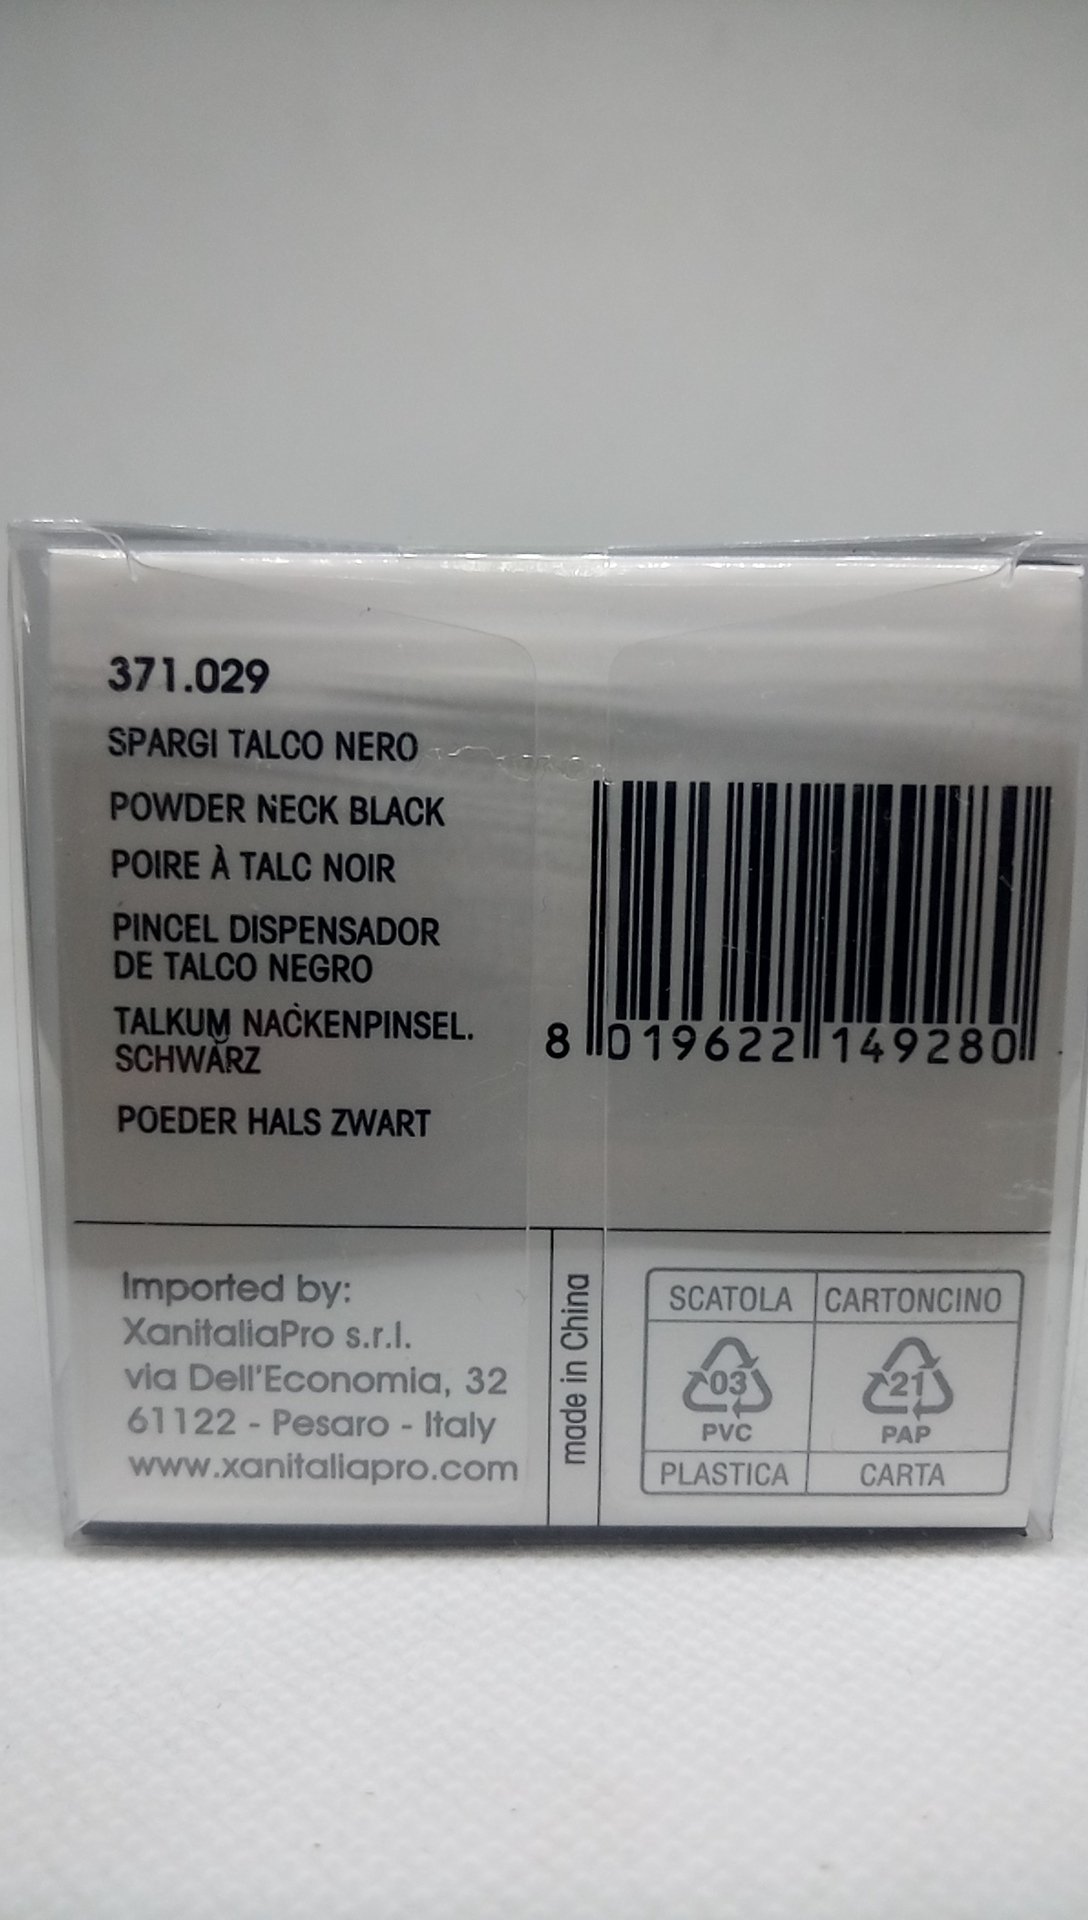 371.029
SPARGI TALCO NERO
POWDER NECK BLACK
POIRE À TALC NOIR
PINCEL DISPENSADOR
DE TALCO NEGRO
TALKUM NACKENPINSEL.
SCHWARZ
POEDER HALS ZWART
8 019622 149280
Imported by:
XanitaliaPro s.r.l.
via Dell'Economia, 32
61122 - Pesaro - Italy
www.xanitaliapro.com
made in China
SCATOLA CARTONCINO
03 21
PVC PAP
PLASTICA CARTA